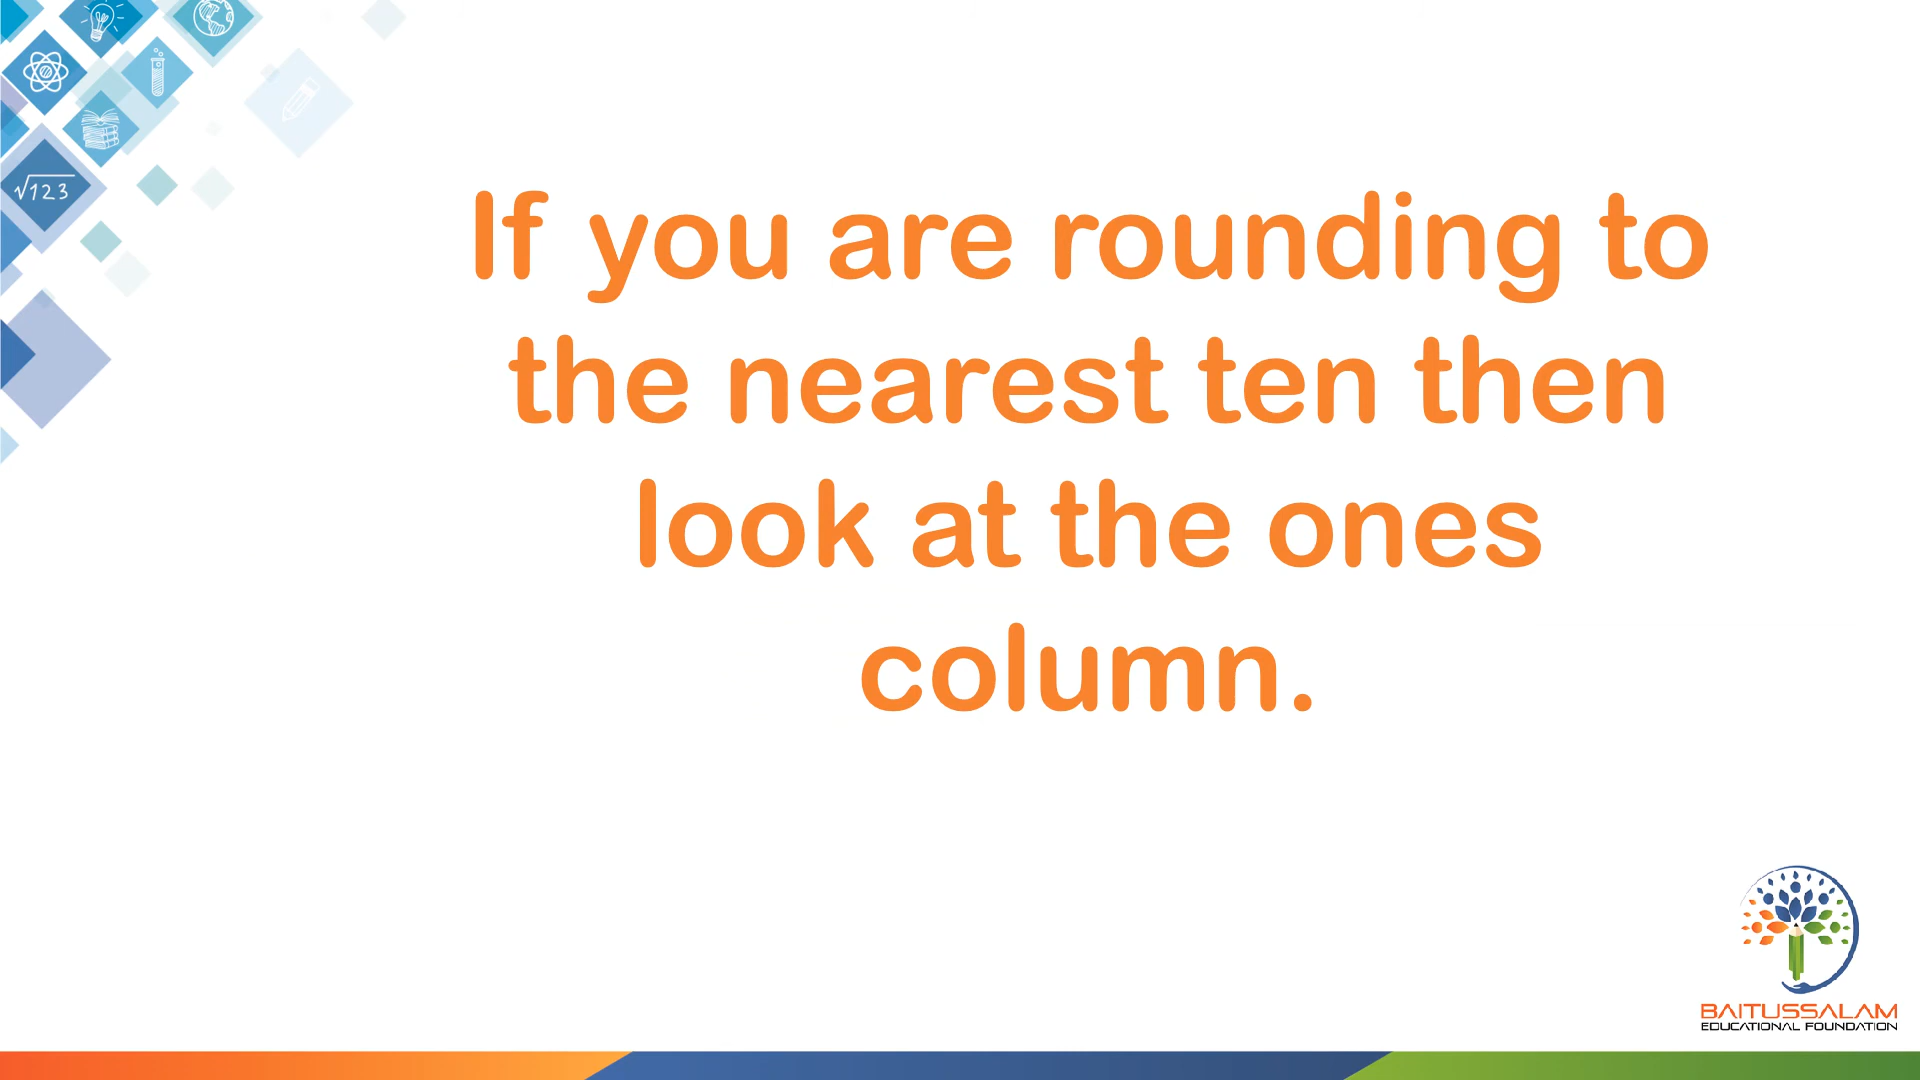 √123
If you are rounding to
the nearest ten then
look at the ones
column.
BAITUSSALAM
EDUCATIONAL FOUNDATION